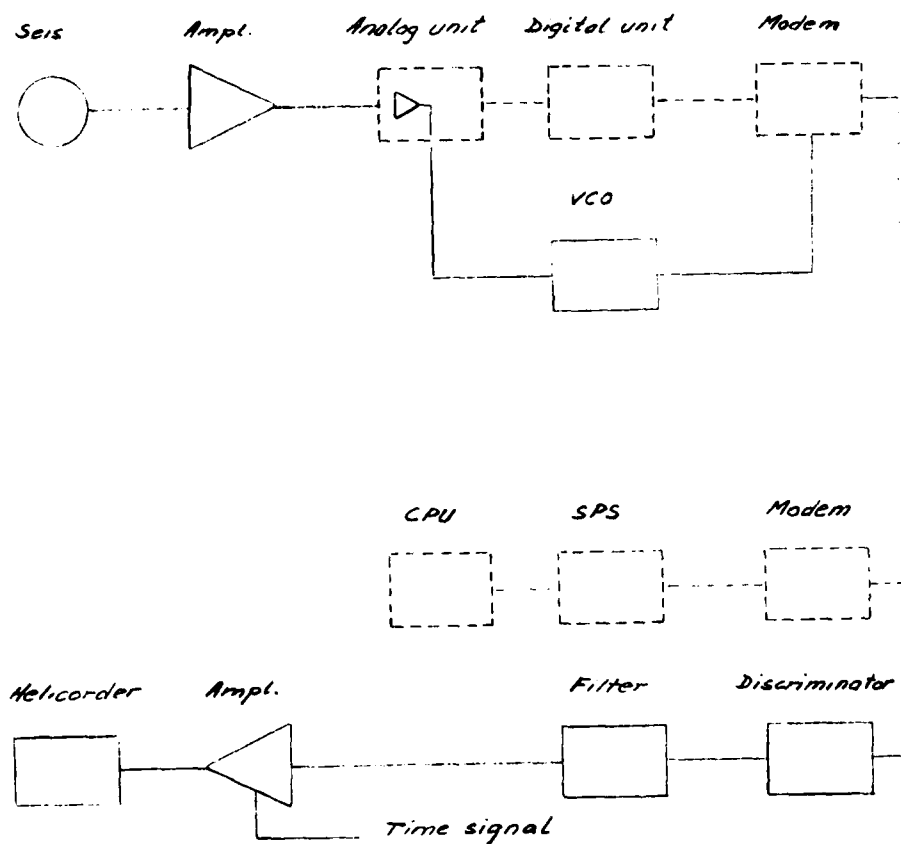 Seis Ampl. Analog unit Digital unit Modem
VCO
CPU SPS Modem
Helicorder Ampl. Filter Discriminator
Time signal